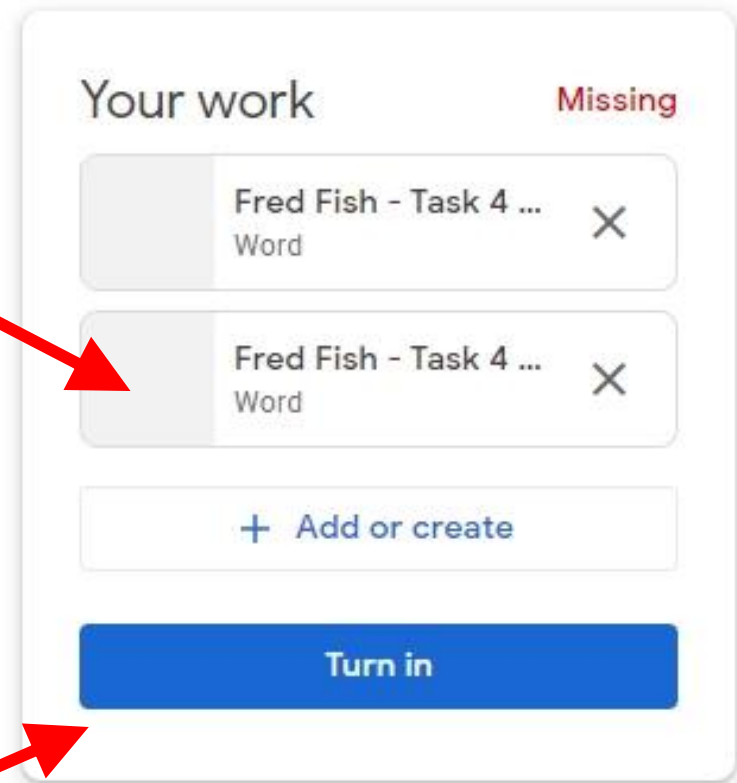 Your work
Missing
Fred Fish - Task 4 ...
Word
Fred Fish - Task 4 ...
Word
+ Add or create
Turn in